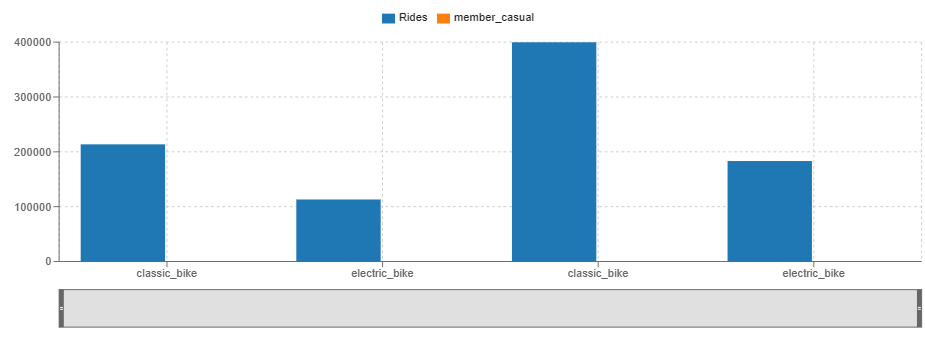 Rides member_casual
400000
300000
200000
100000
0
classic_bike electric_bike classic_bike electric_bike